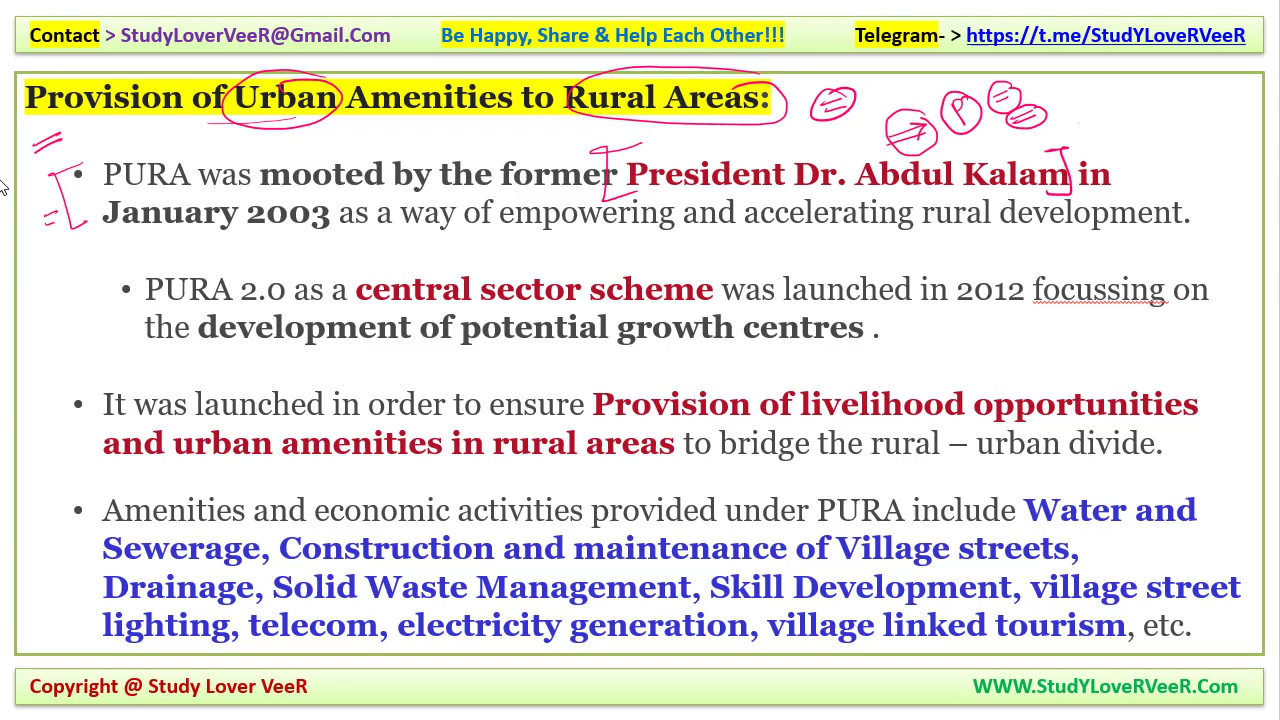 Contact > StudyLoverVeeR@Gmail.Com Be Happy, Share & Help Each Other!!! Telegram- > https://t.me/StudYLoveRVeeR
Provision of Urban Amenities to Rural Areas:
P
• PURA was mooted by the former President Dr. Abdul Kalam in
January 2003 as a way of empowering and accelerating rural development.
• PURA 2.0 as a central sector scheme was launched in 2012 focussing on
the development of potential growth centres .
• It was launched in order to ensure Provision of livelihood opportunities
and urban amenities in rural areas to bridge the rural – urban divide.
• Amenities and economic activities provided under PURA include Water and
Sewerage, Construction and maintenance of Village streets,
Drainage, Solid Waste Management, Skill Development, village street
lighting, telecom, electricity generation, village linked tourism, etc.
Copyright @ Study Lover VeeR WWW.StudYLoveRVeeR.Com